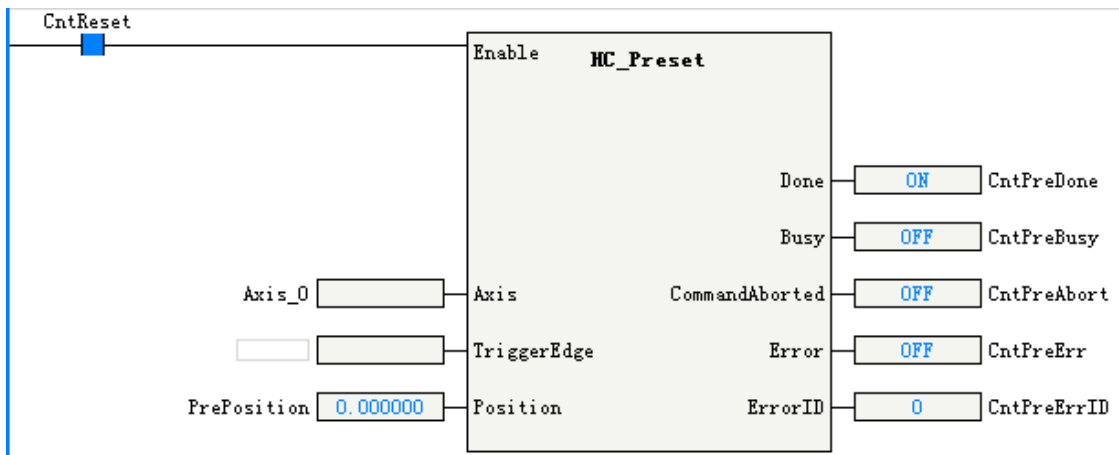 CntReset
Enable HC_Preset
Done ON CntPreDone
Busy OFF CntPreBusy
Axis_0 Axis CommandAborted OFF CntPreAbort
TriggerEdge Error OFF CntPreErr
PrePosition 0.000000 Position ErrorID 0 CntPreErrID